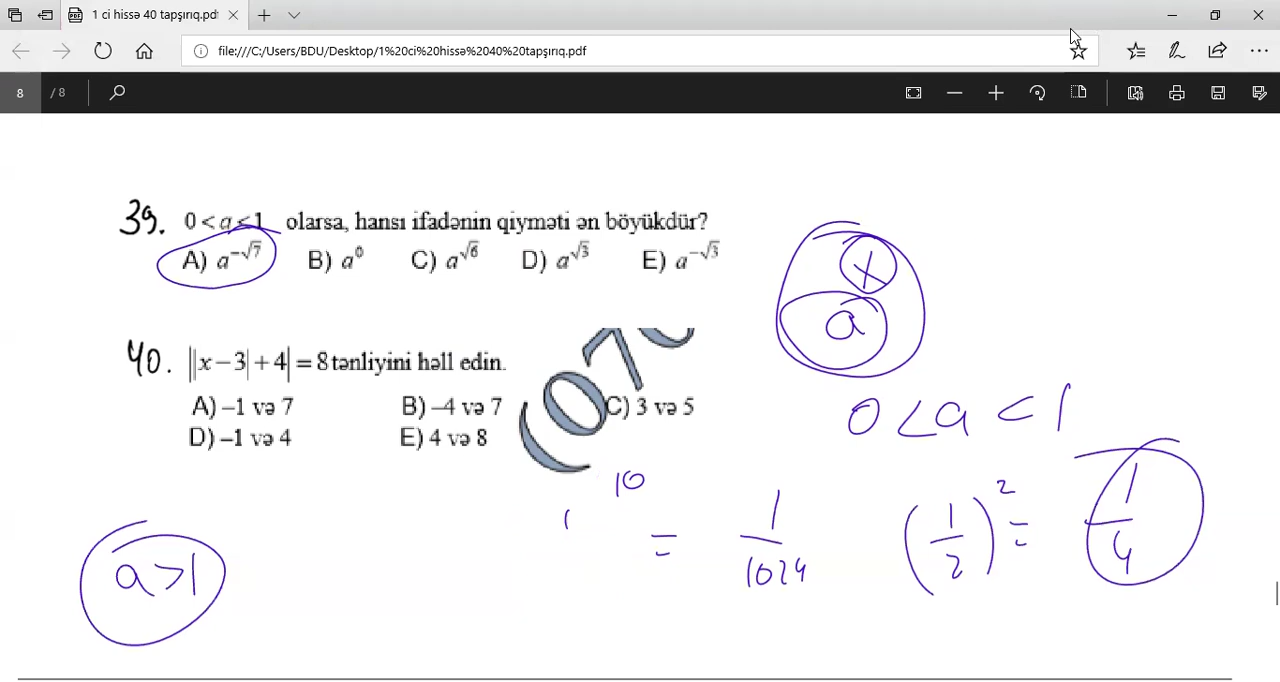 1 ci hissə 40 tapşırıq.pdf
file:///C:/Users/BDU/Desktop/1%20ci%20hissə%2040%20tapşırıq.pdf
8 / 8
39. 0 < a < 1 olarsa, hansı ifadənin qiyməti ən böyükdür?
A) a^{-√7} B) a^0 C) a^{√6} D) a^{√3} E) a^{-√3}
40. ||x−3|+4| = 8 tənliyini həll edin.
A) −1 və 7 B) −4 və 7 C) 3 və 5
D) −1 və 4 E) 4 və 8
(070
a^x
0 < a < 1
10
1
= 1/1024
(1/2)^2 = 1/4
a > 1